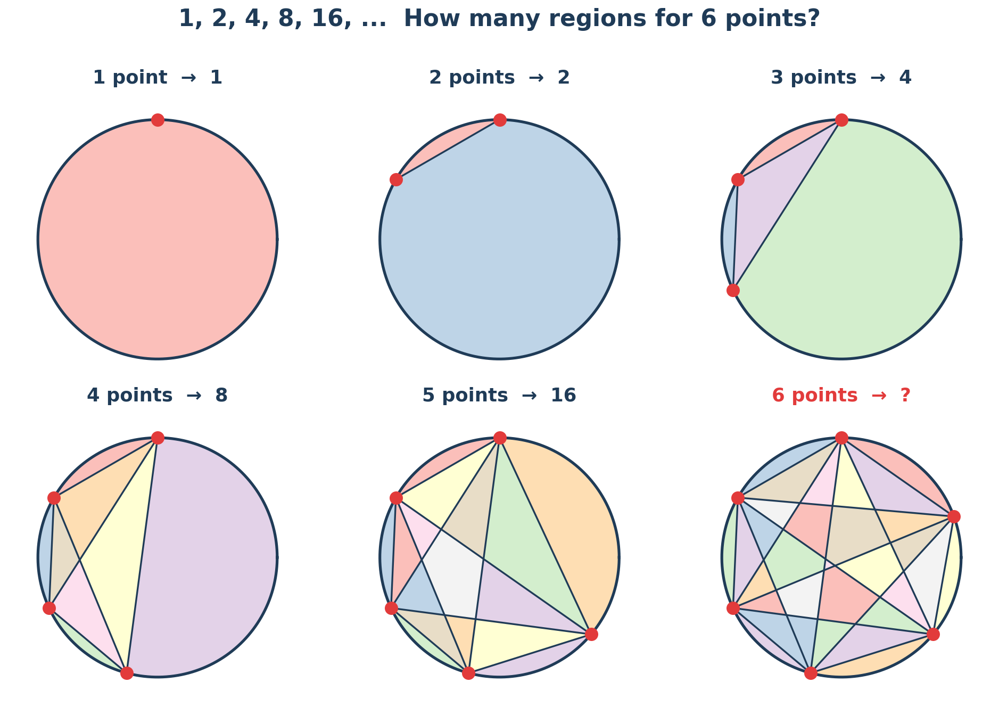 1, 2, 4, 8, 16, ...  How many regions for 6 points?
1 point → 1
2 points → 2
3 points → 4
4 points → 8
5 points → 16
6 points → ?